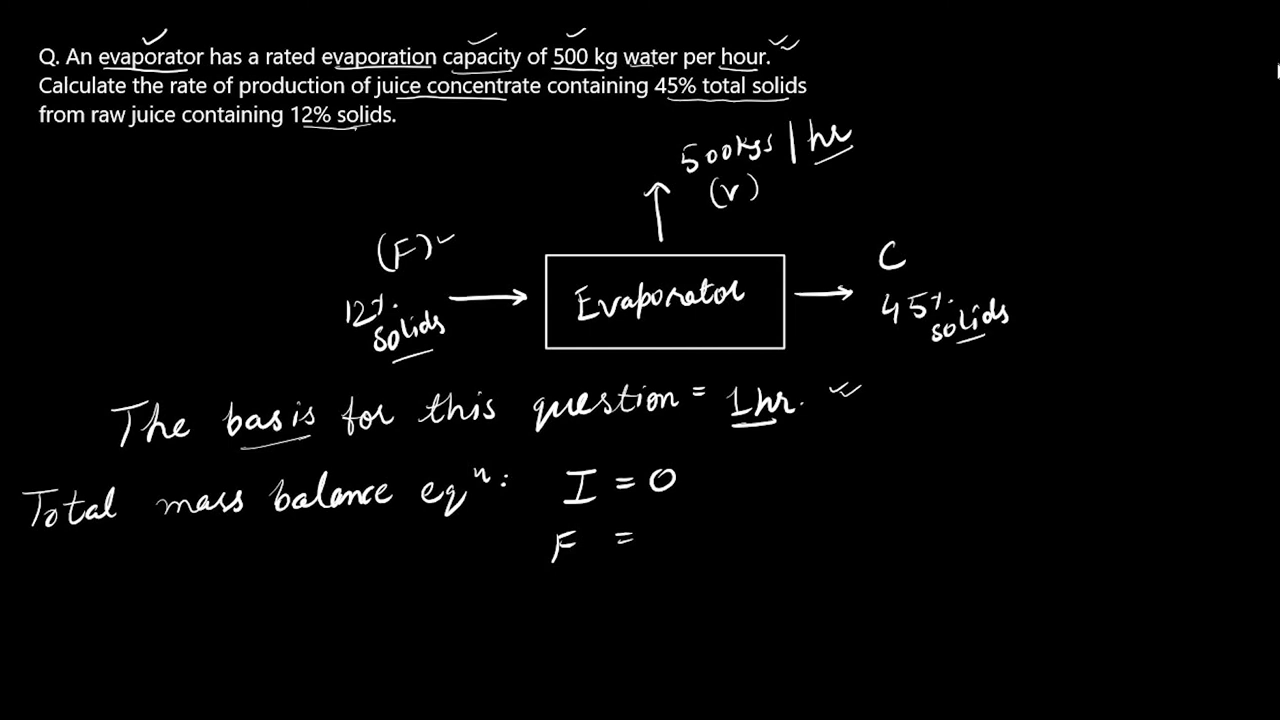 Q. An evaporator has a rated evaporation capacity of 500 kg water per hour.
Calculate the rate of production of juice concentrate containing 45% total solids
from raw juice containing 12% solids.
500kgs / hr
(V)
(F)
12%.
solids
Evaporator
C
45%.
solids
The basis for this question = 1 hr.
Total mass balance eqⁿ: I = O
F =